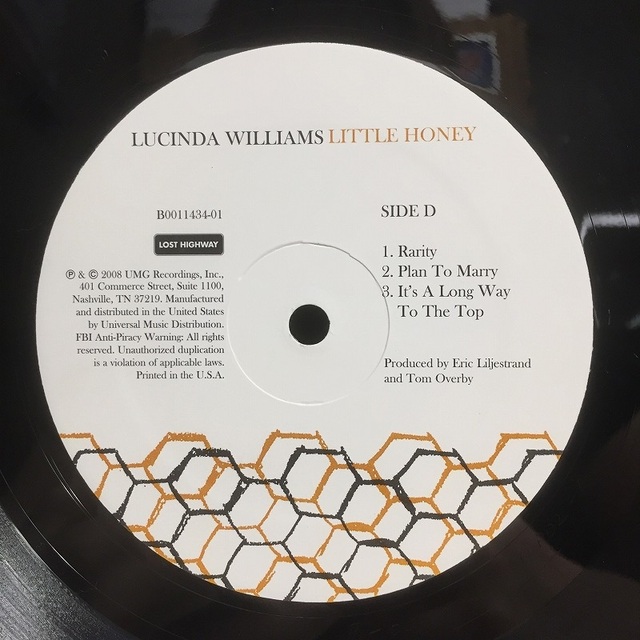 LUCINDA WILLIAMS LITTLE HONEY
B0011434-01
LOST HIGHWAY
℗ & © 2008 UMG Recordings, Inc.,
401 Commerce Street, Suite 1100,
Nashville, TN 37219. Manufactured
and distributed in the United States
by Universal Music Distribution.
FBI Anti-Piracy Warning: All rights
reserved. Unauthorized duplication
is a violation of applicable laws.
Printed in the U.S.A.
SIDE D
1. Rarity
2. Plan To Marry
3. It's A Long Way
To The Top
Produced by Eric Liljestrand
and Tom Overby